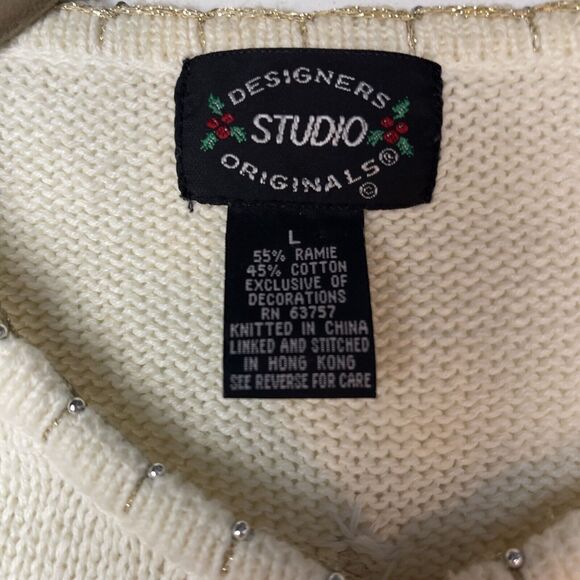 DESIGNERS
STUDIO
ORIGINALS®
©
L
55% RAMIE
45% COTTON
EXCLUSIVE OF
DECORATIONS
RN 63757
KNITTED IN CHINA
LINKED AND STITCHED
IN HONG KONG
SEE REVERSE FOR CARE